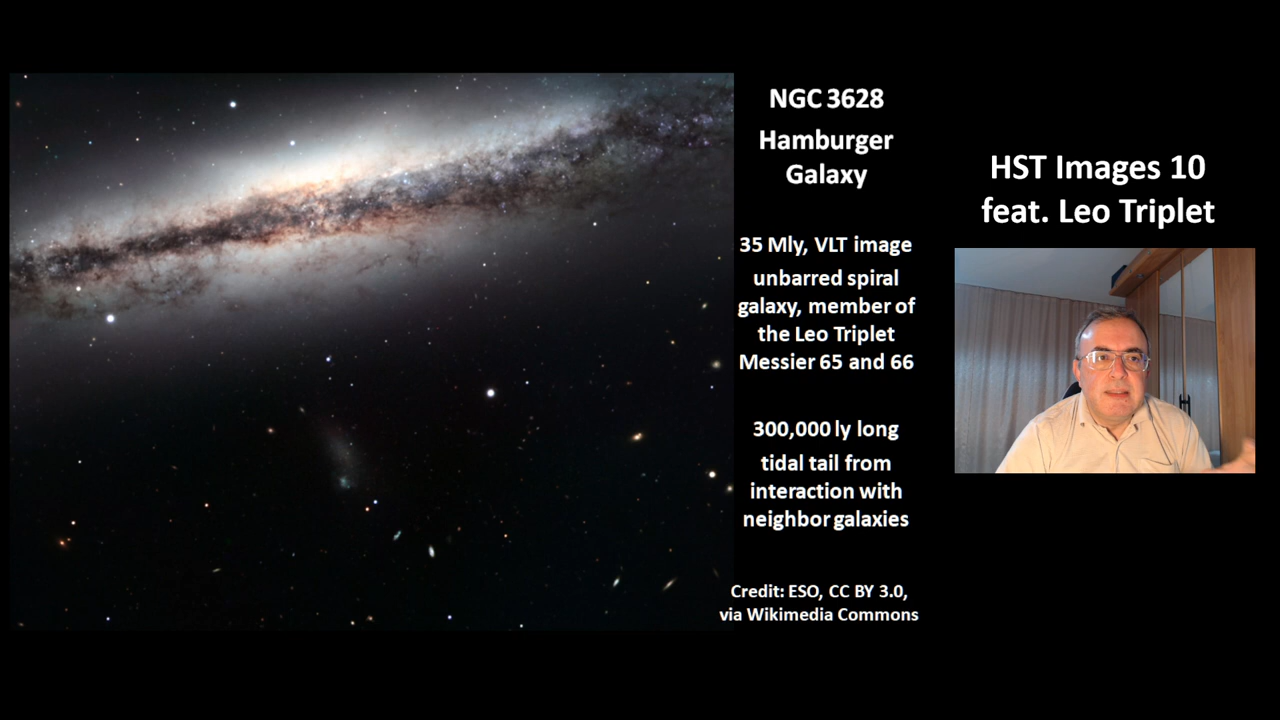 NGC 3628
Hamburger
Galaxy
35 Mly, VLT image
unbarred spiral
galaxy, member of
the Leo Triplet
Messier 65 and 66
300,000 ly long
tidal tail from
interaction with
neighbor galaxies
Credit: ESO, CC BY 3.0,
via Wikimedia Commons
HST Images 10
feat. Leo Triplet